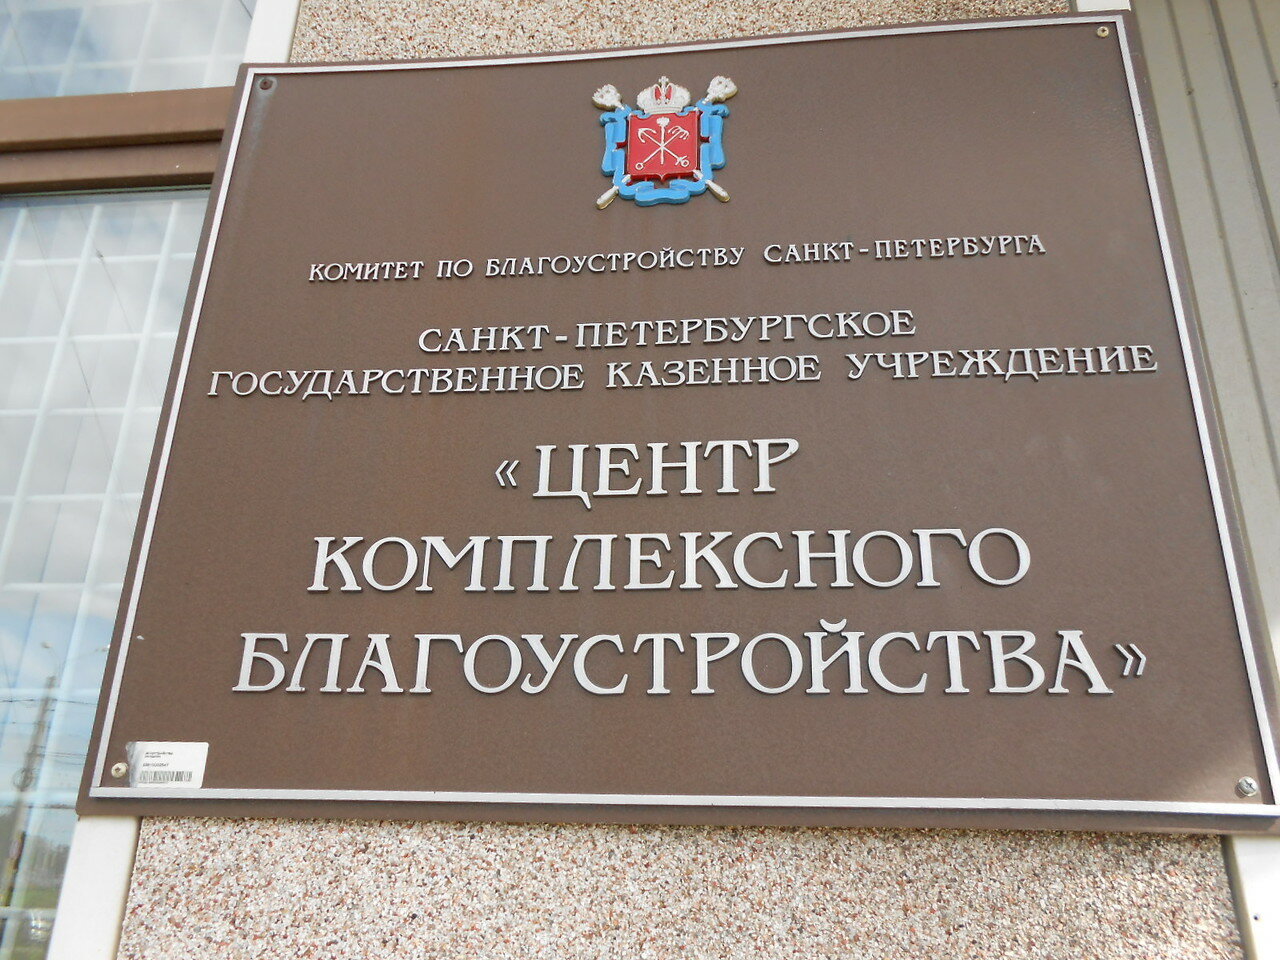 КОМИТЕТ ПО БЛАГОУСТРОЙСТВУ САНКТ-ПЕТЕРБУРГА
САНКТ-ПЕТЕРБУРГСКОЕ
ГОСУДАРСТВЕННОЕ КАЗЕННОЕ УЧРЕЖДЕНИЕ
«ЦЕНТР
КОМПЛЕКСНОГО
БЛАГОУСТРОЙСТВА»